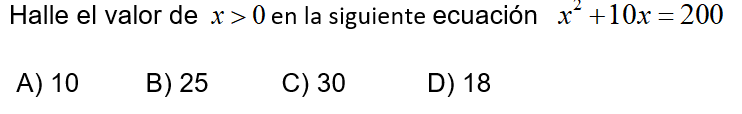 Halle el valor de x > 0 en la siguiente ecuación x² + 10x = 200
A) 10 B) 25 C) 30 D) 18